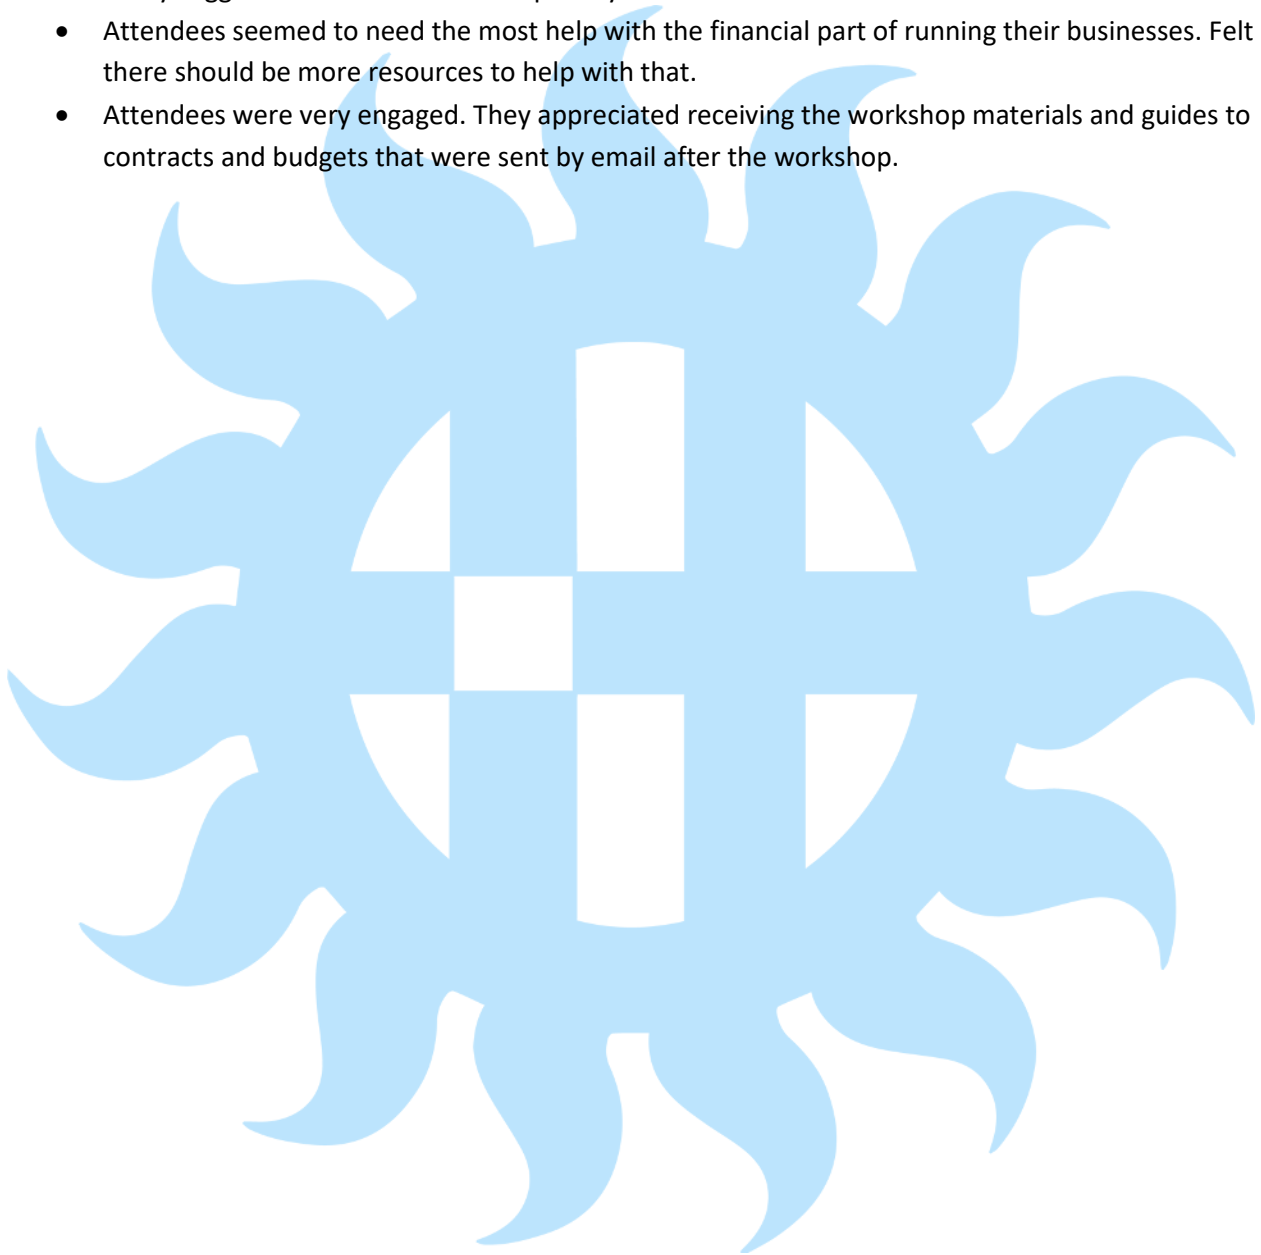 • Attendees seemed to need the most help with the financial part of running their businesses. Felt
there should be more resources to help with that.
• Attendees were very engaged. They appreciated receiving the workshop materials and guides to
contracts and budgets that were sent by email after the workshop.